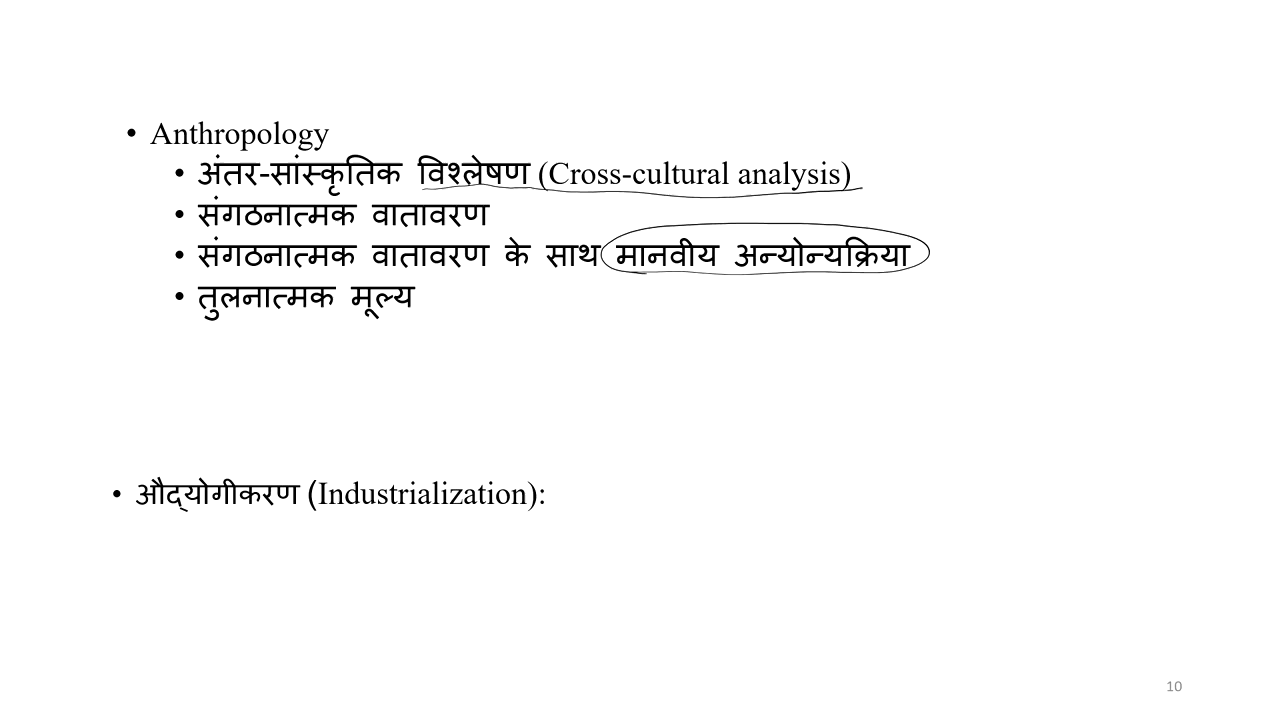 • Anthropology
• अंतर-सांस्कृतिक विश्लेषण (Cross-cultural analysis)
• संगठनात्मक वातावरण
• संगठनात्मक वातावरण के साथ मानवीय अन्योन्यक्रिया
• तुलनात्मक मूल्य
• औद्योगीकरण (Industrialization):
10